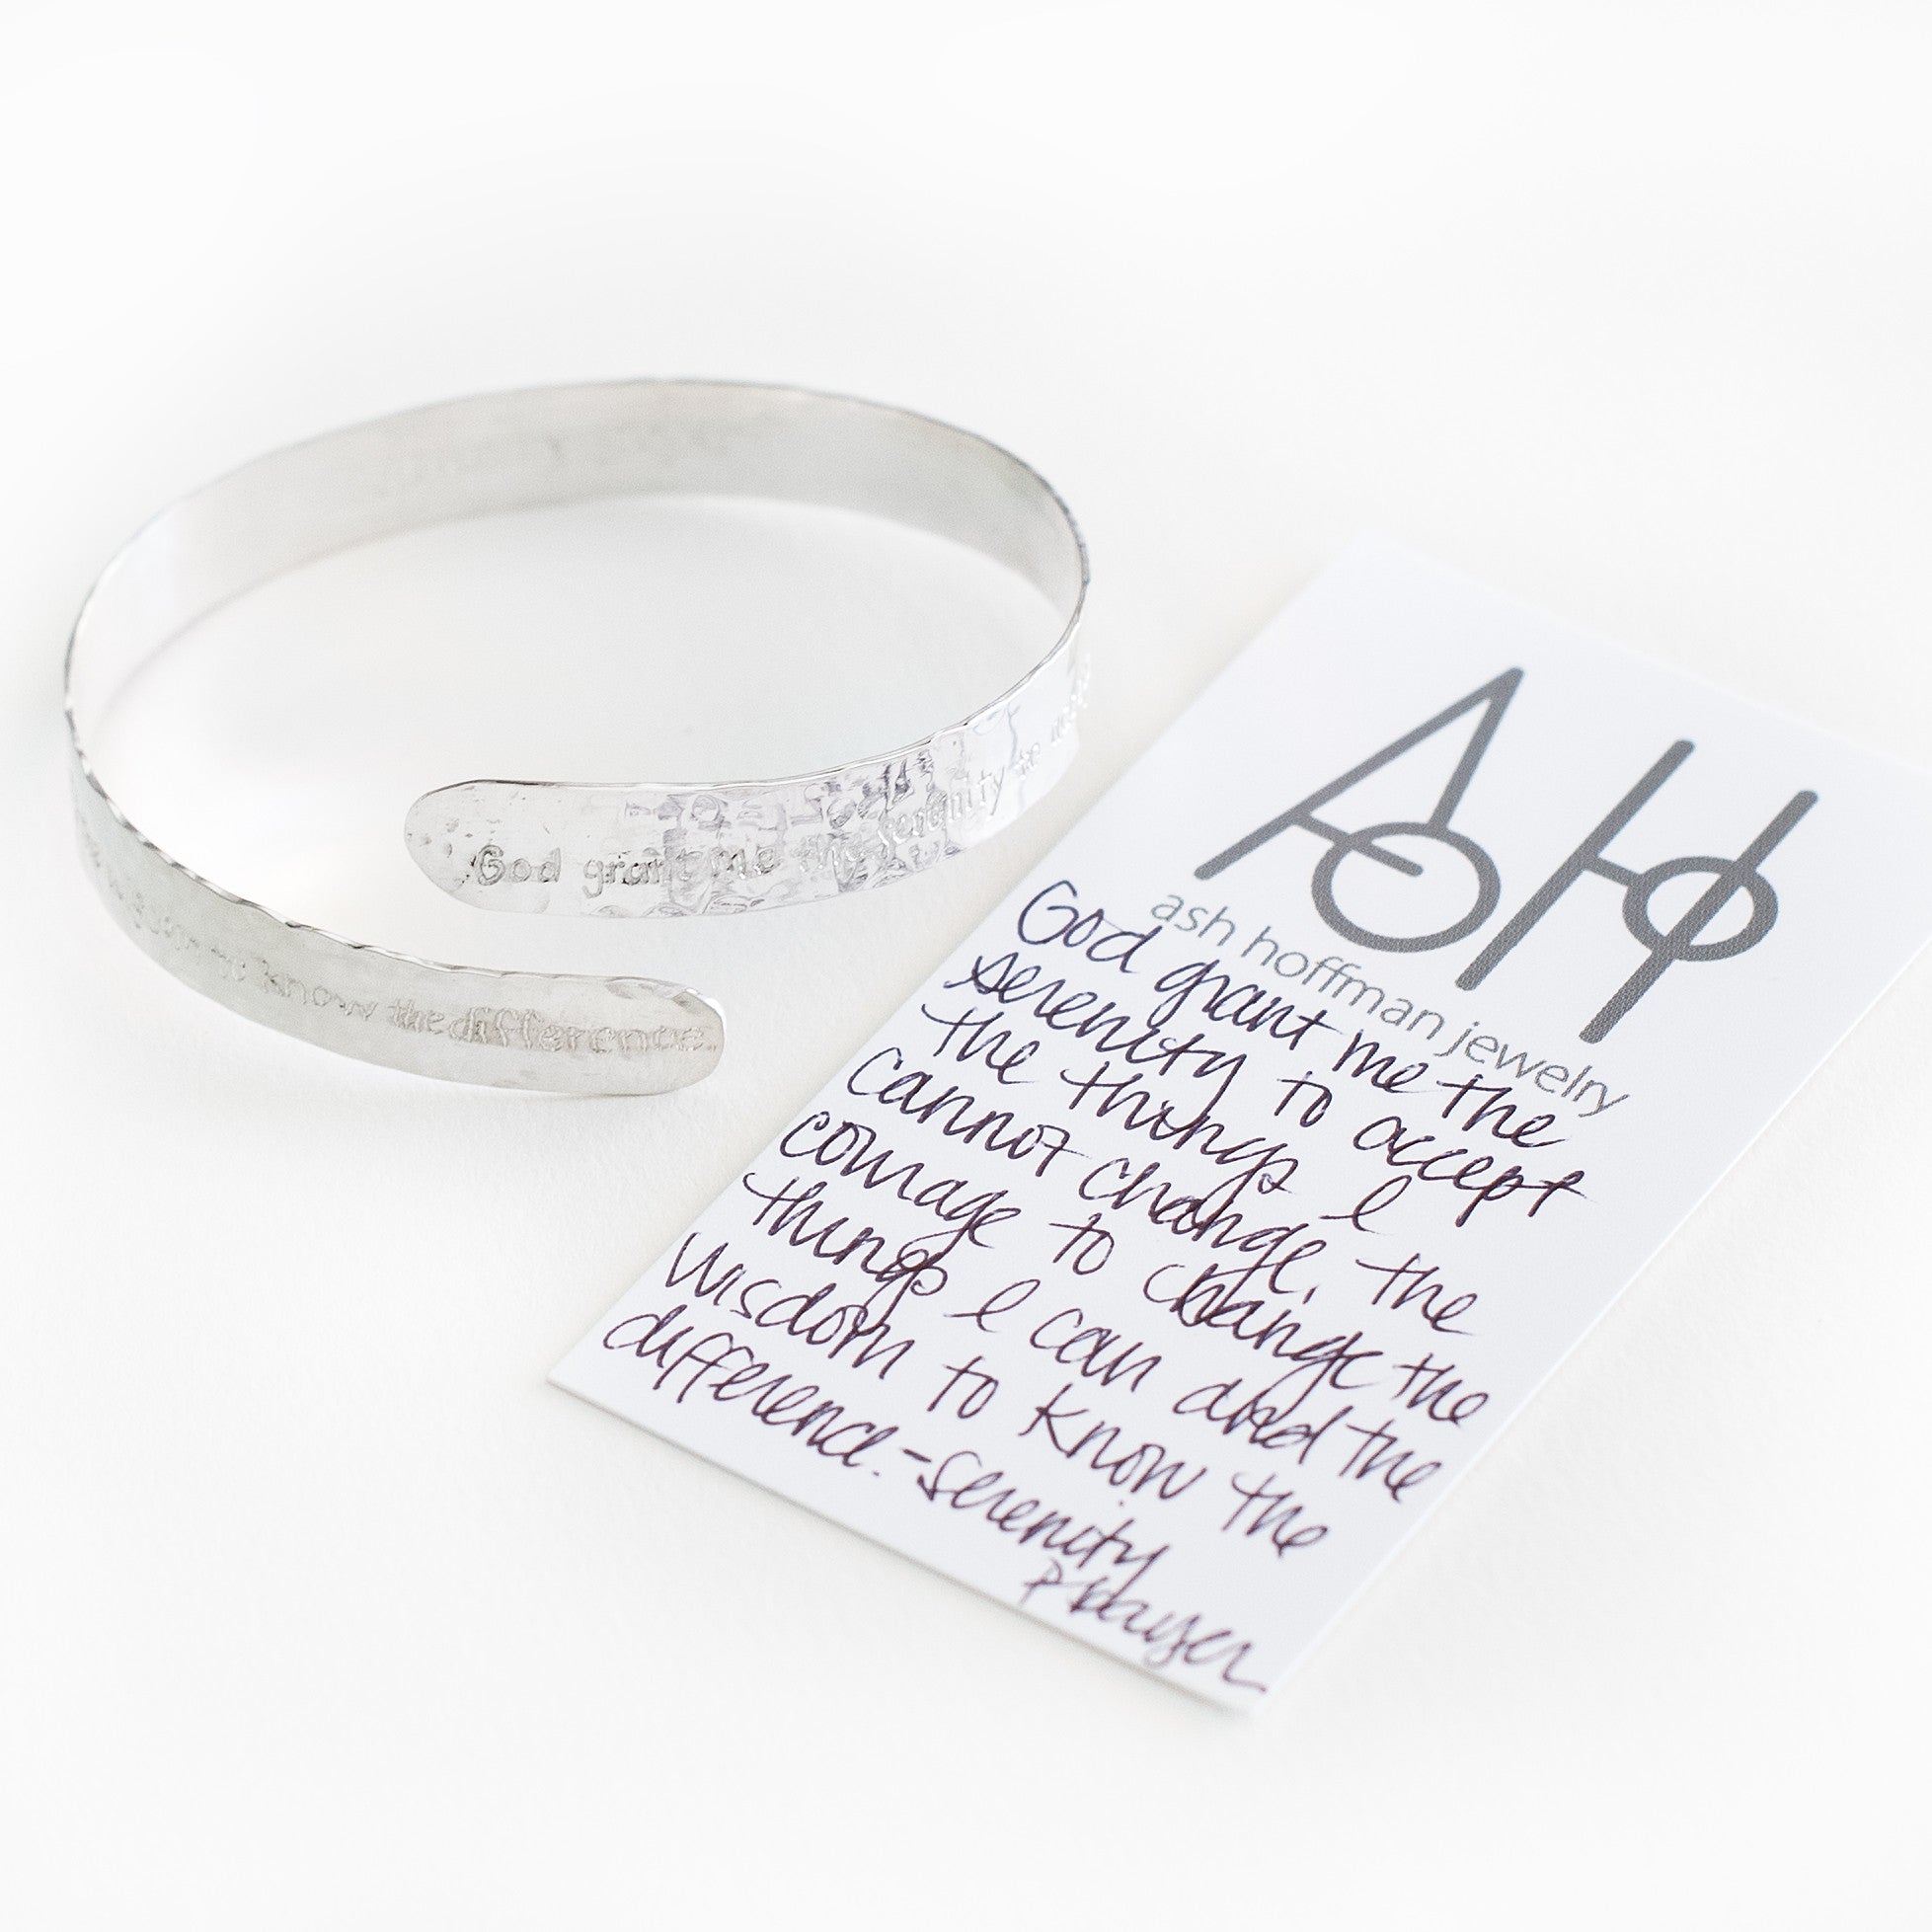 God grant me the serenity to
know the difference.
AH
ash hoffman jewelry
God grant me the
serenity to accept
the things I
cannot change, the
courage to change the
things I can and the
wisdom to know the
difference. - Serenity
Prayer